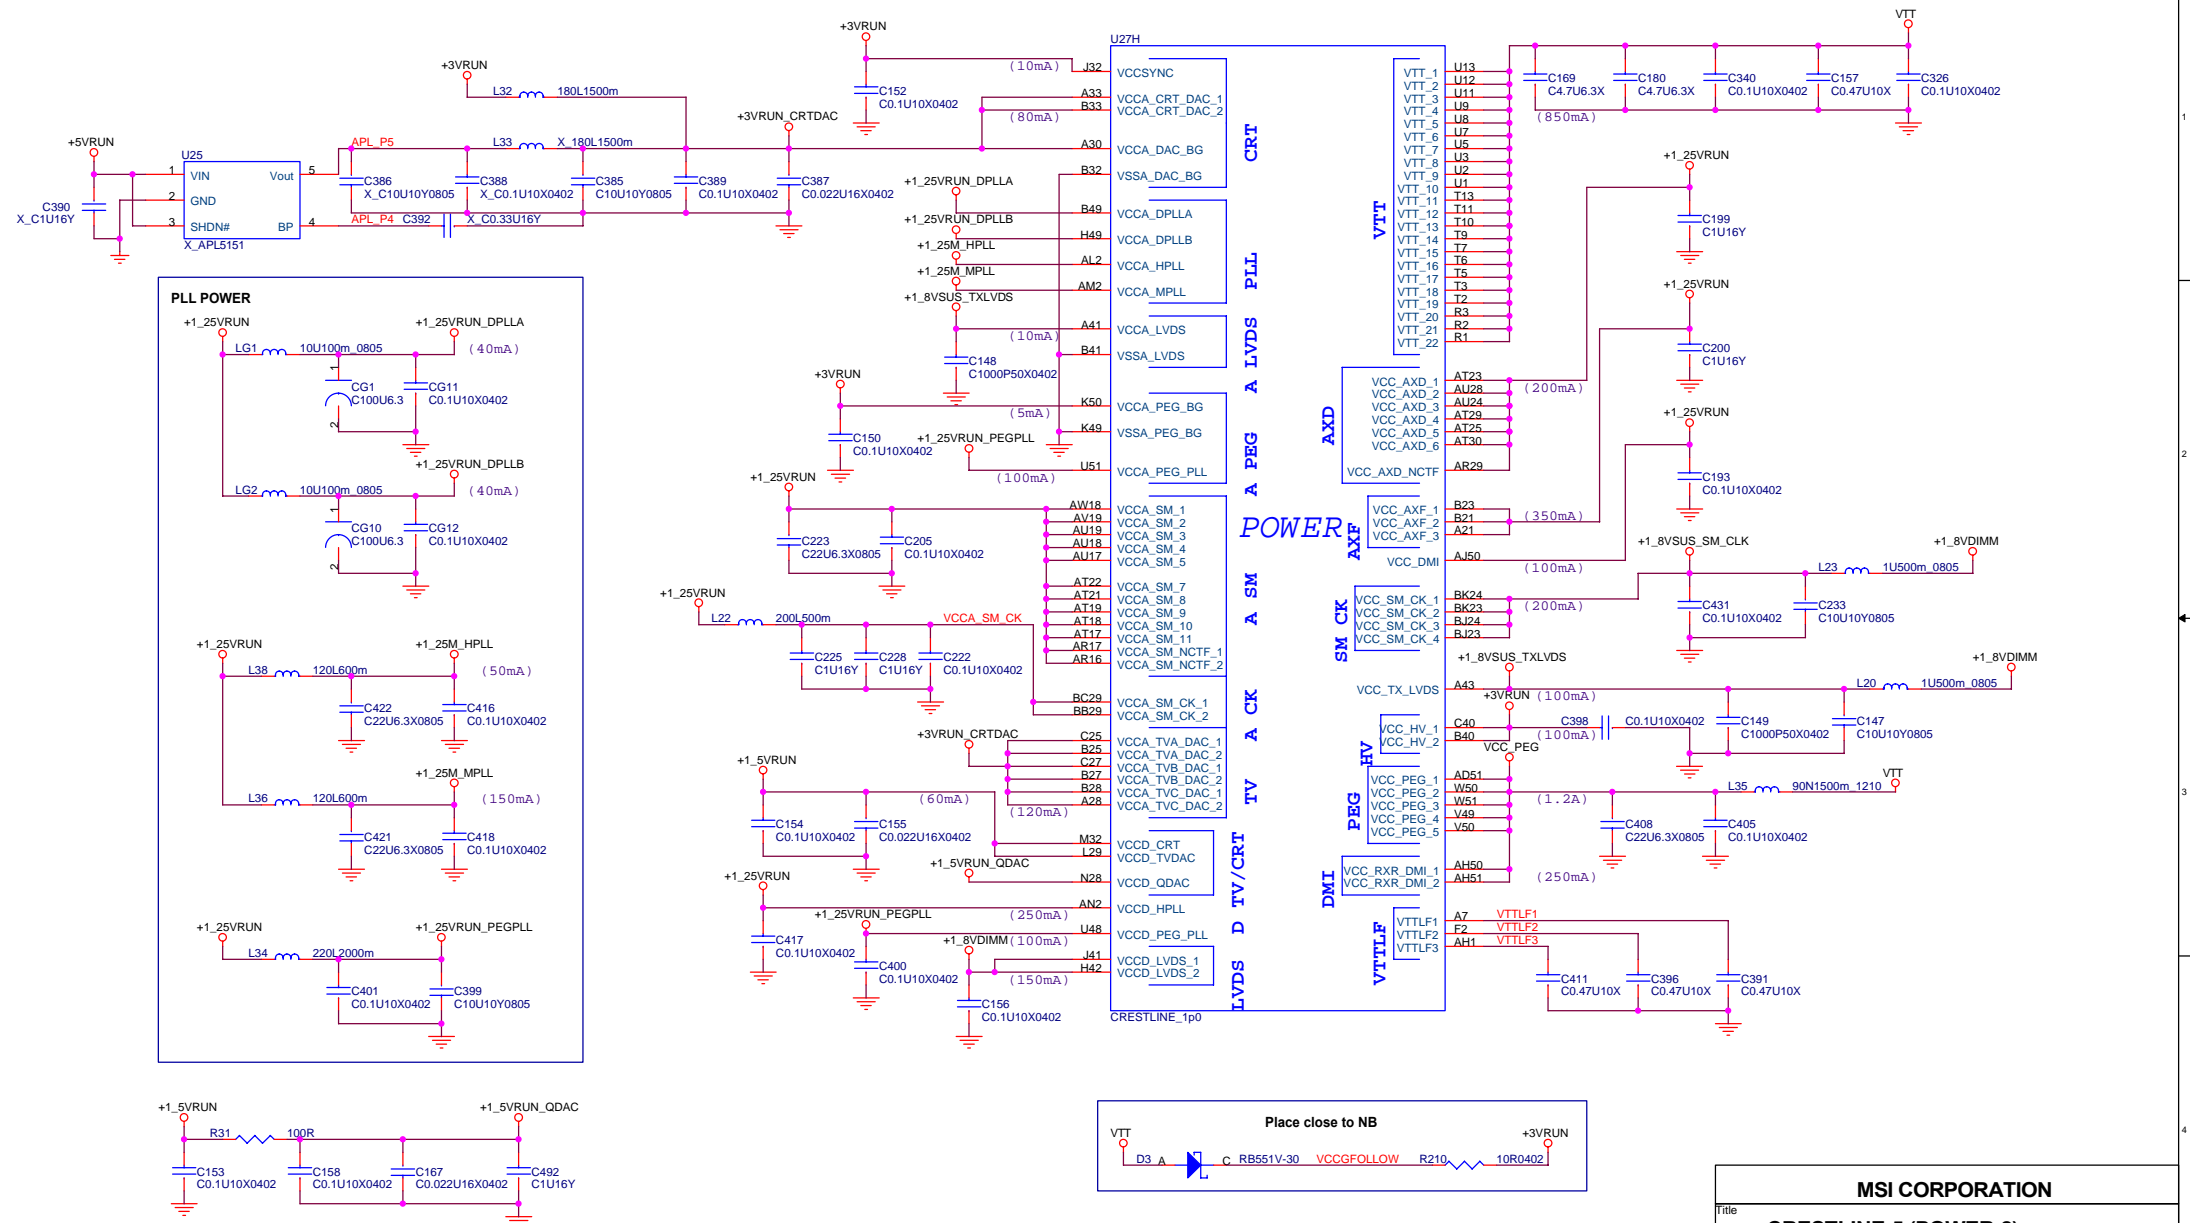 +3VRUN
L32 180L1500m
+5VRUN
U25
1 VIN Vout 5
2 GND
3 SHDN# BP 4
X_APL5151
C390
X_C1U16Y
APL_P5
L33 X_180L1500m
C386
X_C10U10Y0805
C388
X_C0.1U10X0402
C385
C10U10Y0805
C389
C0.1U10X0402
C387
C0.022U16X0402
APL_P4 C392 X_C0.33U16Y
+3VRUN_CRTDAC
+3VRUN
C152
C0.1U10X0402
(10mA)
(80mA)
+1_25VRUN_DPLLA
+1_25VRUN_DPLLB
+1_25M_HPLL
+1_25M_MPLL
+1_8VSUS_TXLVDS
(10mA)
C148
C1000P50X0402
+3VRUN
(5mA)
C150
C0.1U10X0402
+1_25VRUN_PEGPLL
(100mA)
+1_25VRUN
C223
C22U6.3X0805
C205
C0.1U10X0402
+1_25VRUN
L22 200L500m
VCCA_SM_CK
C225
C1U16Y
C228
C1U16Y
C222
C0.1U10X0402
+3VRUN_CRTDAC
+1_5VRUN
(60mA)
(120mA)
C154
C0.1U10X0402
C155
C0.022U16X0402
+1_5VRUN_QDAC
+1_25VRUN
(250mA)
C417
C0.1U10X0402
+1_25VRUN_PEGPLL
(100mA)
C400
C0.1U10X0402
+1_8VDIMM
(150mA)
C156
C0.1U10X0402
PLL POWER
+1_25VRUN
+1_25VRUN_DPLLA
LG1 10U100m_0805
(40mA)
1
CG1
C100U6.3
2
CG11
C0.1U10X0402
+1_25VRUN_DPLLB
LG2 10U100m_0805
(40mA)
1
CG10
C100U6.3
2
CG12
C0.1U10X0402
+1_25VRUN
+1_25M_HPLL
L38 120L600m
(50mA)
C422
C22U6.3X0805
C416
C0.1U10X0402
+1_25M_MPLL
L36 120L600m
(150mA)
C421
C22U6.3X0805
C418
C0.1U10X0402
+1_25VRUN
+1_25VRUN_PEGPLL
L34 220L2000m
C401
C0.1U10X0402
C399
C10U10Y0805
+1_5VRUN
+1_5VRUN_QDAC
R31 100R
C153
C0.1U10X0402
C158
C0.1U10X0402
C167
C0.022U16X0402
C492
C1U16Y
U27H
J32 VCCSYNC
A33 VCCA_CRT_DAC_1
B33 VCCA_CRT_DAC_2
A30 VCCA_DAC_BG
B32 VSSA_DAC_BG
CRT
B49 VCCA_DPLLA
H49 VCCA_DPLLB
AL2 VCCA_HPLL
AM2 VCCA_MPLL
PLL
A41 VCCA_LVDS
B41 VSSA_LVDS
A LVDS
K50 VCCA_PEG_BG
K49 VSSA_PEG_BG
U51 VCCA_PEG_PLL
A PEG
AW18 VCCA_SM_1
AV19 VCCA_SM_2
AU19 VCCA_SM_3
AU18 VCCA_SM_4
AU17 VCCA_SM_5
AT22 VCCA_SM_7
AT21 VCCA_SM_8
AT19 VCCA_SM_9
AT18 VCCA_SM_10
AT17 VCCA_SM_11
AR17 VCCA_SM_NCTF_1
AR16 VCCA_SM_NCTF_2
A SM
BC29 VCCA_SM_CK_1
BB29 VCCA_SM_CK_2
A CK
C25 VCCA_TVA_DAC_1
B25 VCCA_TVA_DAC_2
C27 VCCA_TVB_DAC_1
B27 VCCA_TVB_DAC_2
B28 VCCA_TVC_DAC_1
A28 VCCA_TVC_DAC_2
TV
M32 VCCD_CRT
L29 VCCD_TVDAC
N28 VCCD_QDAC
D TV/CRT
AN2 VCCD_HPLL
U48 VCCD_PEG_PLL
J41 VCCD_LVDS_1
H42 VCCD_LVDS_2
LVDS
CRESTLINE_1p0
POWER
VTT
VTT_1 U13
VTT_2 U12
VTT_3 U11
VTT_4 U9
VTT_5 U8
VTT_6 U7
VTT_7 U5
VTT_8 U3
VTT_9 U2
VTT_10 U1
VTT_11 T13
VTT_12 T11
VTT_13 T10
VTT_14 T9
VTT_15 T7
VTT_16 T6
VTT_17 T5
VTT_18 T3
VTT_19 T2
VTT_20 R3
VTT_21 R2
VTT_22 R1
AXD
VCC_AXD_1 AT23
VCC_AXD_2 AU28
VCC_AXD_3 AU24
VCC_AXD_4 AT29
VCC_AXD_5 AT25
VCC_AXD_6 AT30
VCC_AXD_NCTF AR29
AXF
VCC_AXF_1 B23
VCC_AXF_2 B21
VCC_AXF_3 A21
VCC_DMI AJ50
SM CK
VCC_SM_CK_1 BK24
VCC_SM_CK_2 BK23
VCC_SM_CK_3 BJ24
VCC_SM_CK_4 BJ23
VCC_TX_LVDS A43
HV
VCC_HV_1 C40
VCC_HV_2 B40
PEG
VCC_PEG_1 AD51
VCC_PEG_2 W50
VCC_PEG_3 W51
VCC_PEG_4 V49
VCC_PEG_5 V50
DMI
VCC_RXR_DMI_1 AH50
VCC_RXR_DMI_2 AH51
VTTLF
VTTLF1 A7 VTTLF1
VTTLF2 F2 VTTLF2
VTTLF3 AH1 VTTLF3
VTT
C169
C4.7U6.3X
C180
C4.7U6.3X
C340
C0.1U10X0402
C157
C0.47U10X
C326
C0.1U10X0402
(850mA)
+1_25VRUN
C199
C1U16Y
+1_25VRUN
C200
C1U16Y
(200mA)
+1_25VRUN
C193
C0.1U10X0402
(350mA)
(100mA)
+1_8VSUS_SM_CLK
+1_8VDIMM
L23 1U500m_0805
(200mA)
C431
C0.1U10X0402
C233
C10U10Y0805
+1_8VSUS_TXLVDS
+1_8VDIMM
L20 1U500m_0805
(100mA)
+3VRUN
C398 C0.1U10X0402
(100mA)
C149
C1000P50X0402
C147
C10U10Y0805
VCC_PEG
VTT
L35 90N1500m_1210
(1.2A)
C408
C22U6.3X0805
C405
C0.1U10X0402
(250mA)
C411
C0.47U10X
C396
C0.47U10X
C391
C0.47U10X
Place close to NB
VTT
+3VRUN
D3 A C RB551V-30 VCCGFOLLOW R210 10R0402
1
2
3
4
MSI CORPORATION
Title